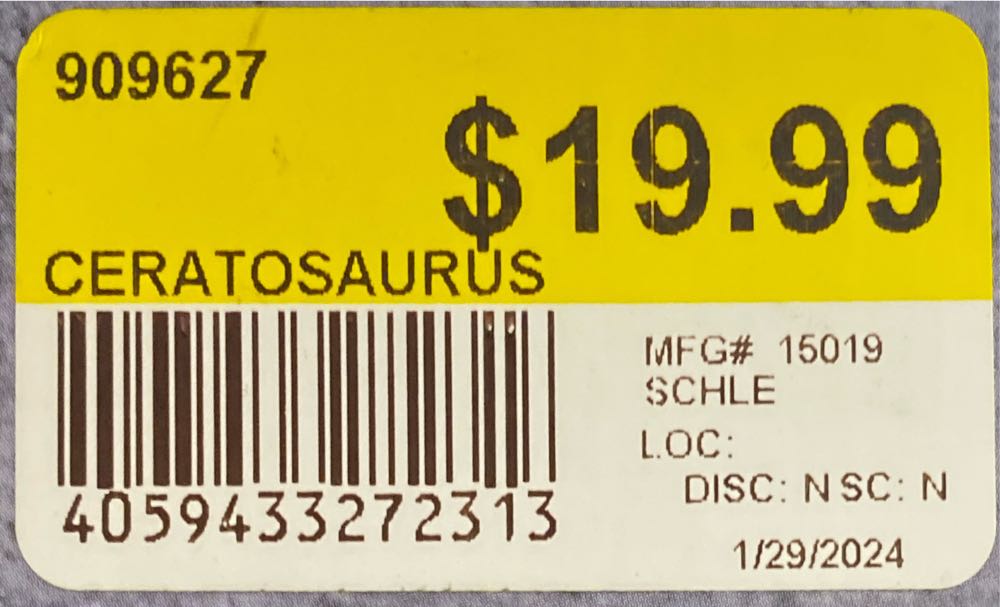 909627
$19.99
CERATOSAURUS
4059433272313
MFG# 15019
SCHLE
LOC:
DISC: N SC: N
1/29/2024